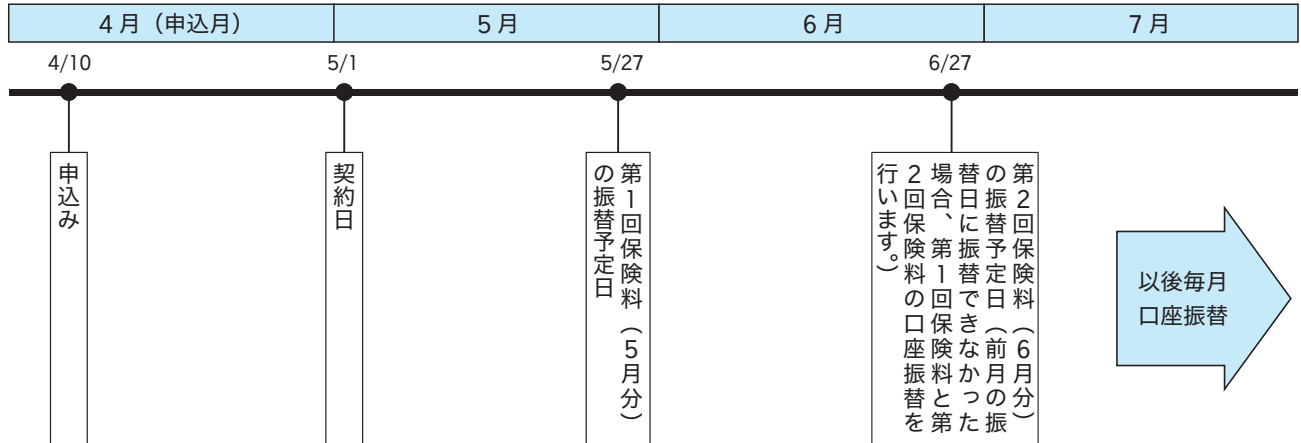 4月（申込月）
5月
6月
7月
4/10
5/1
5/27
6/27
申込み
契約日
第1回保険料（5月分）
の振替予定日
第2回保険料（6月分）
の振替予定日（前月の振
替日に振替できなかった
場合、第1回保険料と第
2回保険料の口座振替を
行います。）
以後毎月
口座振替